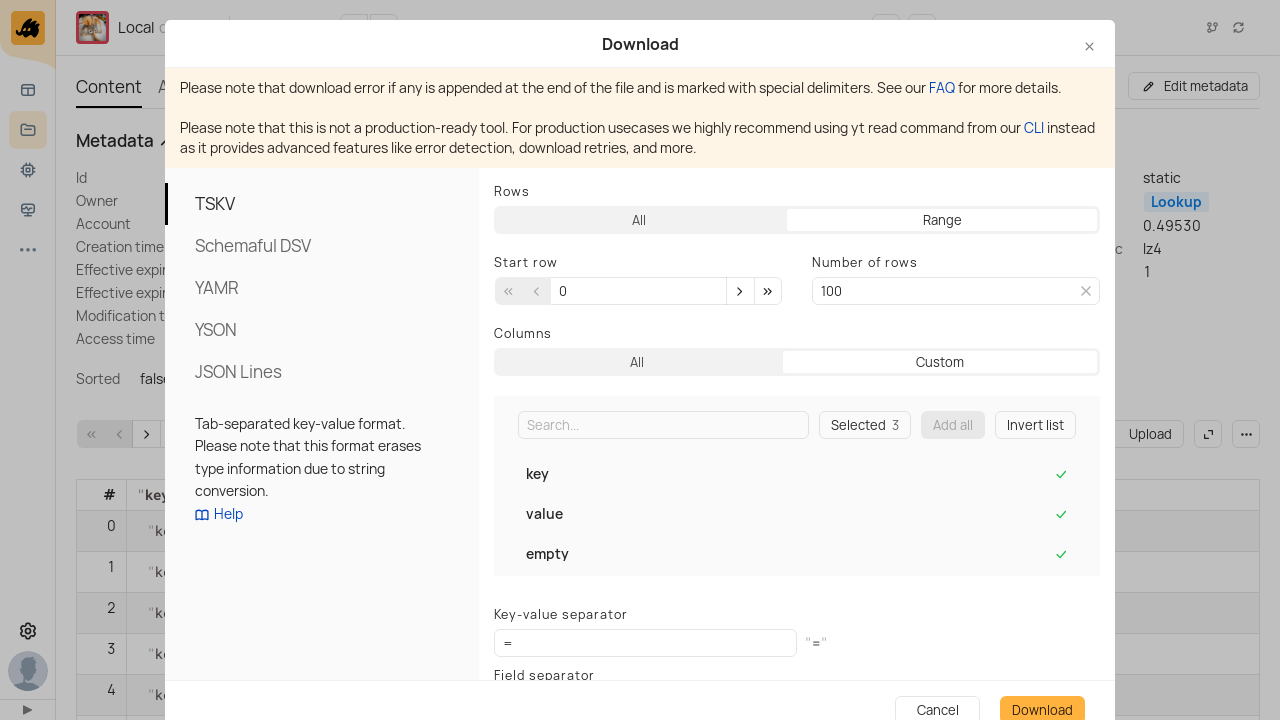 Local
Download
Content
Edit metadata
Please note that download error if any is appended at the end of the file and is marked with special delimiters. See our FAQ for more details.
Please note that this is not a production-ready tool. For production usecases we highly recommend using yt read command from our CLI instead
as it provides advanced features like error detection, download retries, and more.
Metadata
Id
static
Owner
Lookup
Account
0.49530
Creation time
lz4
Effective expir
1
Effective expir
Modification t
Access time
Sorted
false
TSKV
Schemaful DSV
YAMR
YSON
JSON Lines
Tab-separated key-value format.
Please note that this format erases
type information due to string
conversion.
Help
Rows
All
Range
Start row
Number of rows
0
100
Columns
All
Custom
Search...
Selected 3
Add all
Invert list
key
value
empty
Key-value separator
=
"="
Field separator
Cancel
Download
Upload
#
"key
0
"ke
1
"ke
2
"ke
3
"ke
4
"ke